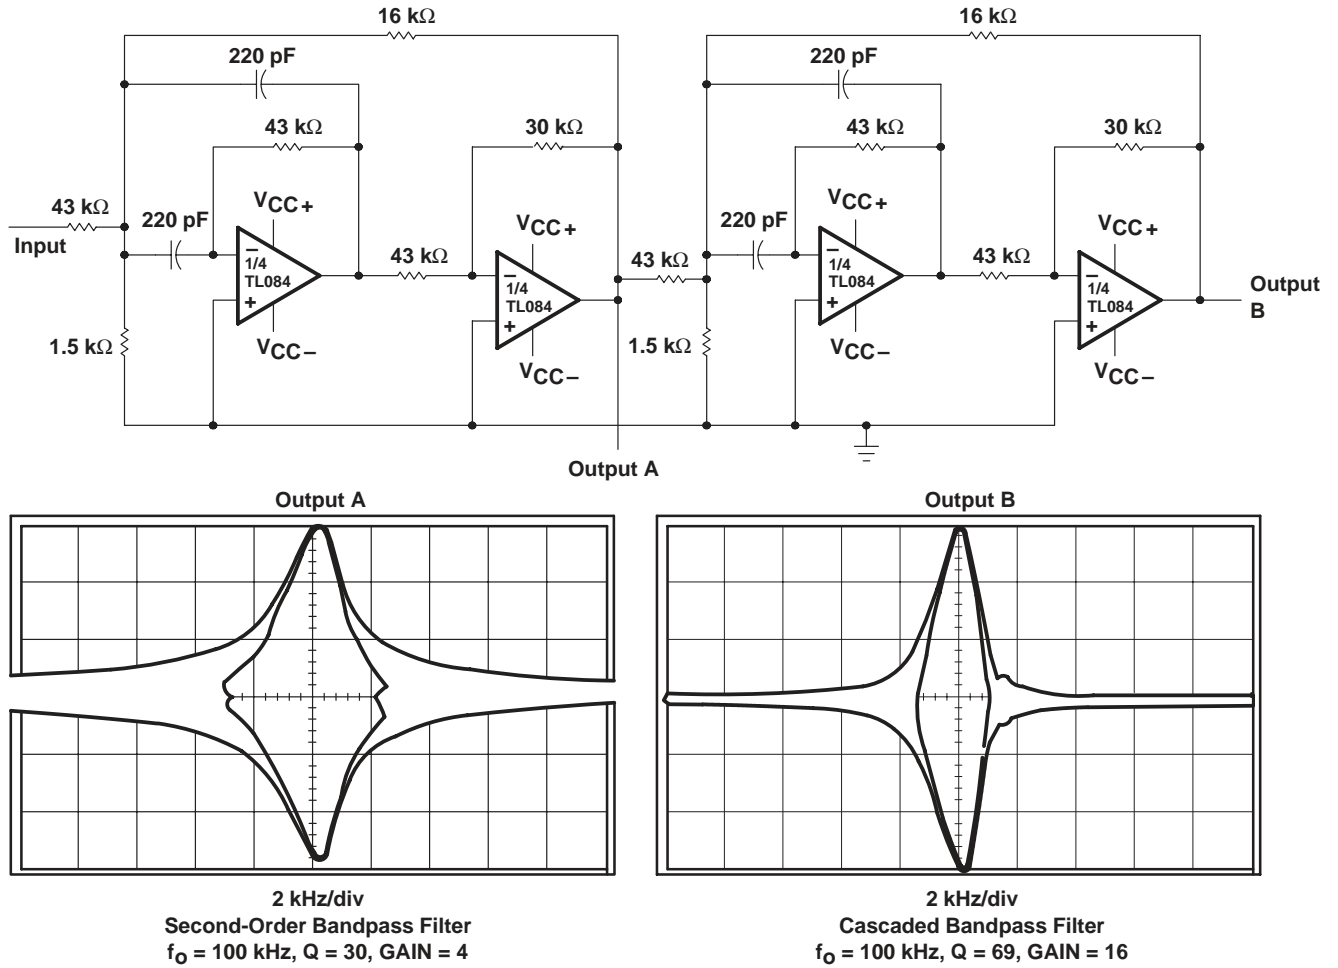 16 kΩ
16 kΩ
220 pF
220 pF
43 kΩ
30 kΩ
43 kΩ
30 kΩ
43 kΩ
Input
220 pF
VCC+
VCC+
43 kΩ
43 kΩ
220 pF
VCC+
VCC+
43 kΩ
–
1/4
TL084
+
–
1/4
TL084
+
–
1/4
TL084
+
–
1/4
TL084
+
Output
B
1.5 kΩ
VCC–
VCC–
1.5 kΩ
VCC–
VCC–
Output A
Output A
Output B
2 kHz/div
Second-Order Bandpass Filter
fo = 100 kHz, Q = 30, GAIN = 4
2 kHz/div
Cascaded Bandpass Filter
fo = 100 kHz, Q = 69, GAIN = 16